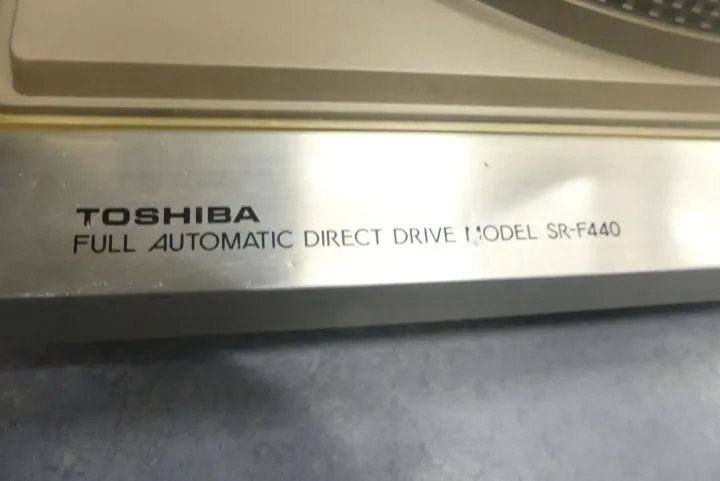 TOSHIBA
FULL AUTOMATIC DIRECT DRIVE MODEL SR-F440